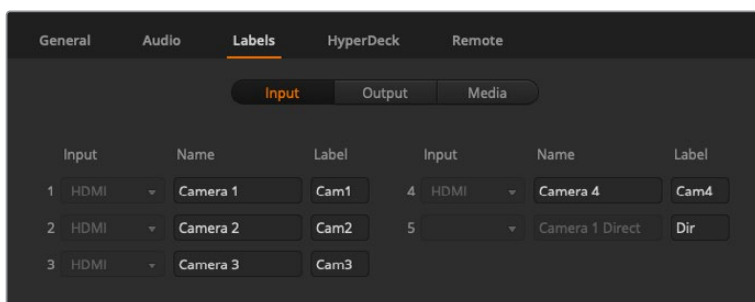 General Audio Labels HyperDeck Remote
Input Output Media
Input Name Label Input Name Label
1 HDMI Camera 1 Cam1 4 HDMI Camera 4 Cam4
2 HDMI Camera 2 Cam2 5 Camera 1 Direct Dir
3 HDMI Camera 3 Cam3